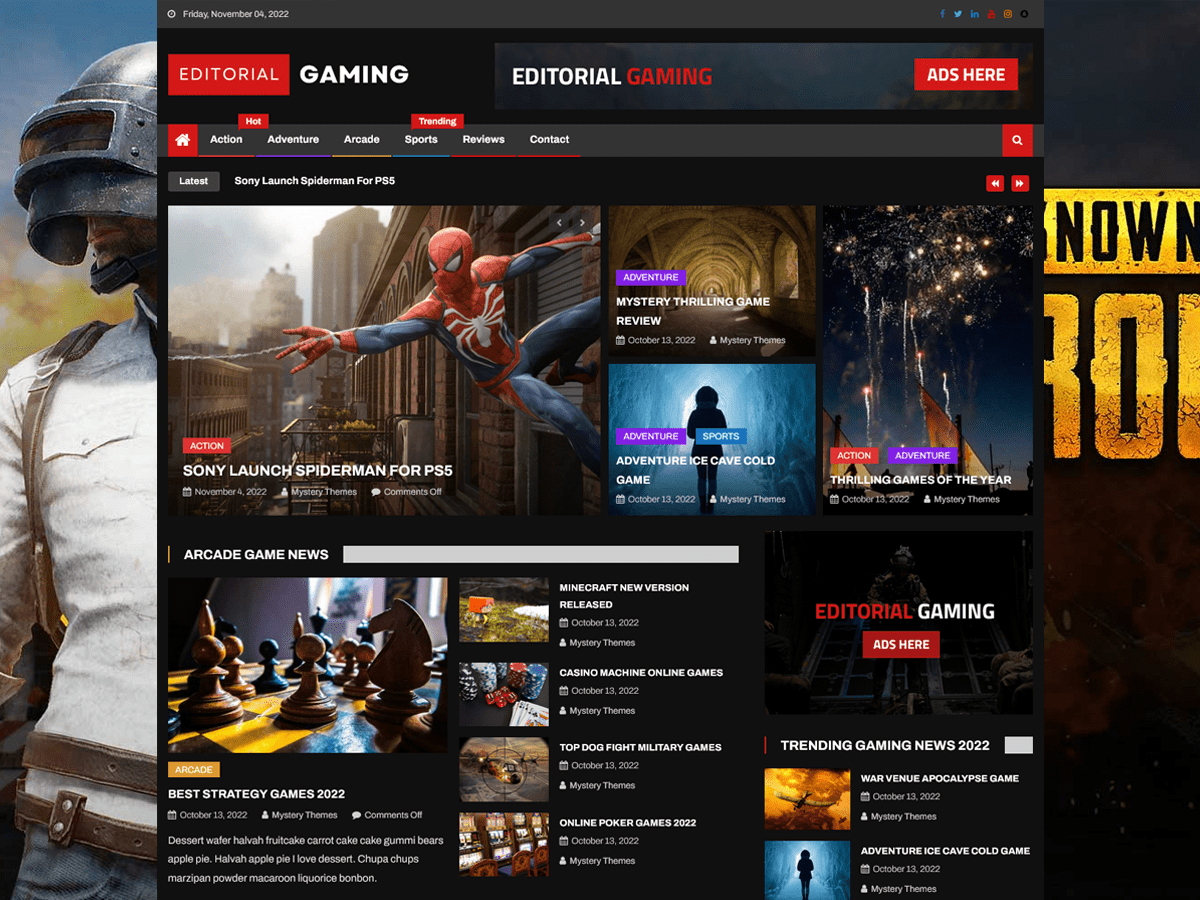 Friday, November 04, 2022
EDITORIAL GAMING
EDITORIAL GAMING
ADS HERE
Hot
Trending
Action
Adventure
Arcade
Sports
Reviews
Contact
Latest
Sony Launch Spiderman For PS5
ACTION
SONY LAUNCH SPIDERMAN FOR PS5
November 4, 2022 Mystery Themes Comments Off
ADVENTURE
MYSTERY THRILLING GAME
REVIEW
October 13, 2022 Mystery Themes
ADVENTURE SPORTS
ADVENTURE ICE CAVE COLD
GAME
October 13, 2022 Mystery Themes
ACTION ADVENTURE
THRILLING GAMES OF THE YEAR
October 13, 2022 Mystery Themes
ARCADE GAME NEWS
ARCADE
BEST STRATEGY GAMES 2022
October 13, 2022 Mystery Themes Comments Off
Dessert wafer halvah fruitcake carrot cake cake gummi bears
apple pie. Halvah apple pie I love dessert. Chupa chups
marzipan powder macaroon liquorice bonbon.
MINECRAFT NEW VERSION
RELEASED
October 13, 2022
Mystery Themes
CASINO MACHINE ONLINE GAMES
October 13, 2022
Mystery Themes
TOP DOG FIGHT MILITARY GAMES
October 13, 2022
Mystery Themes
ONLINE POKER GAMES 2022
October 13, 2022
Mystery Themes
EDITORIAL GAMING
ADS HERE
TRENDING GAMING NEWS 2022
WAR VENUE APOCALYPSE GAME
October 13, 2022
Mystery Themes
ADVENTURE ICE CAVE COLD GAME
October 13, 2022
Mystery Themes